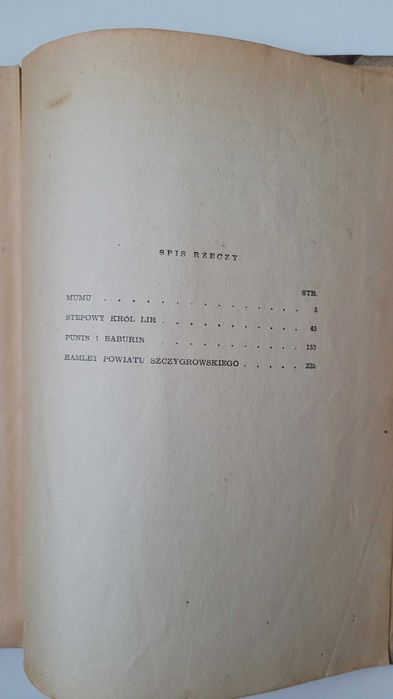 SPIS RZECZY
STR.
MUMU . . . . . . . . . . . . . . . 5
STEPOWY KRÓL LIR . . . . . . . . . . 45
PUNIN I BABURIN . . . . . . . . . . 153
HAMLET POWIATU SZCZYGROWSKIEGO . . . . . 235